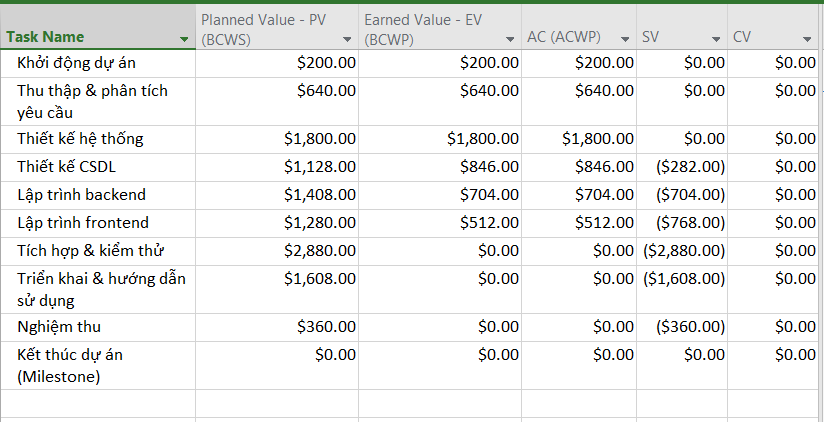 Task Name Planned Value - PV (BCWS) Earned Value - EV (BCWP) AC (ACWP) SV CV
Khởi động dự án $200.00 $200.00 $200.00 $0.00 $0.00
Thu thập & phân tích yêu cầu $640.00 $640.00 $640.00 $0.00 $0.00
Thiết kế hệ thống $1,800.00 $1,800.00 $1,800.00 $0.00 $0.00
Thiết kế CSDL $1,128.00 $846.00 $846.00 ($282.00) $0.00
Lập trình backend $1,408.00 $704.00 $704.00 ($704.00) $0.00
Lập trình frontend $1,280.00 $512.00 $512.00 ($768.00) $0.00
Tích hợp & kiểm thử $2,880.00 $0.00 $0.00 ($2,880.00) $0.00
Triển khai & hướng dẫn sử dụng $1,608.00 $0.00 $0.00 ($1,608.00) $0.00
Nghiệm thu $360.00 $0.00 $0.00 ($360.00) $0.00
Kết thúc dự án (Milestone) $0.00 $0.00 $0.00 $0.00 $0.00